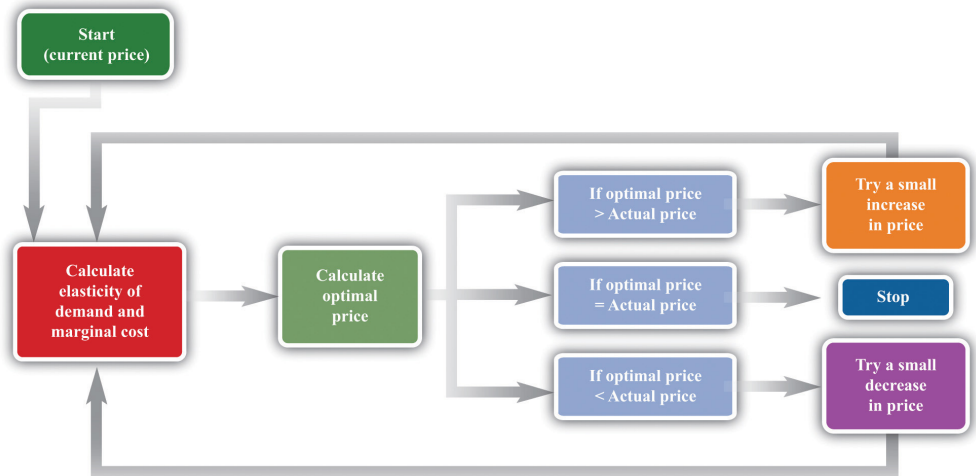 Start
(current price)
Calculate
elasticity of
demand and
marginal cost
Calculate
optimal
price
If optimal price
> Actual price
Try a small
increase
in price
If optimal price
= Actual price
Stop
If optimal price
< Actual price
Try a small
decrease
in price